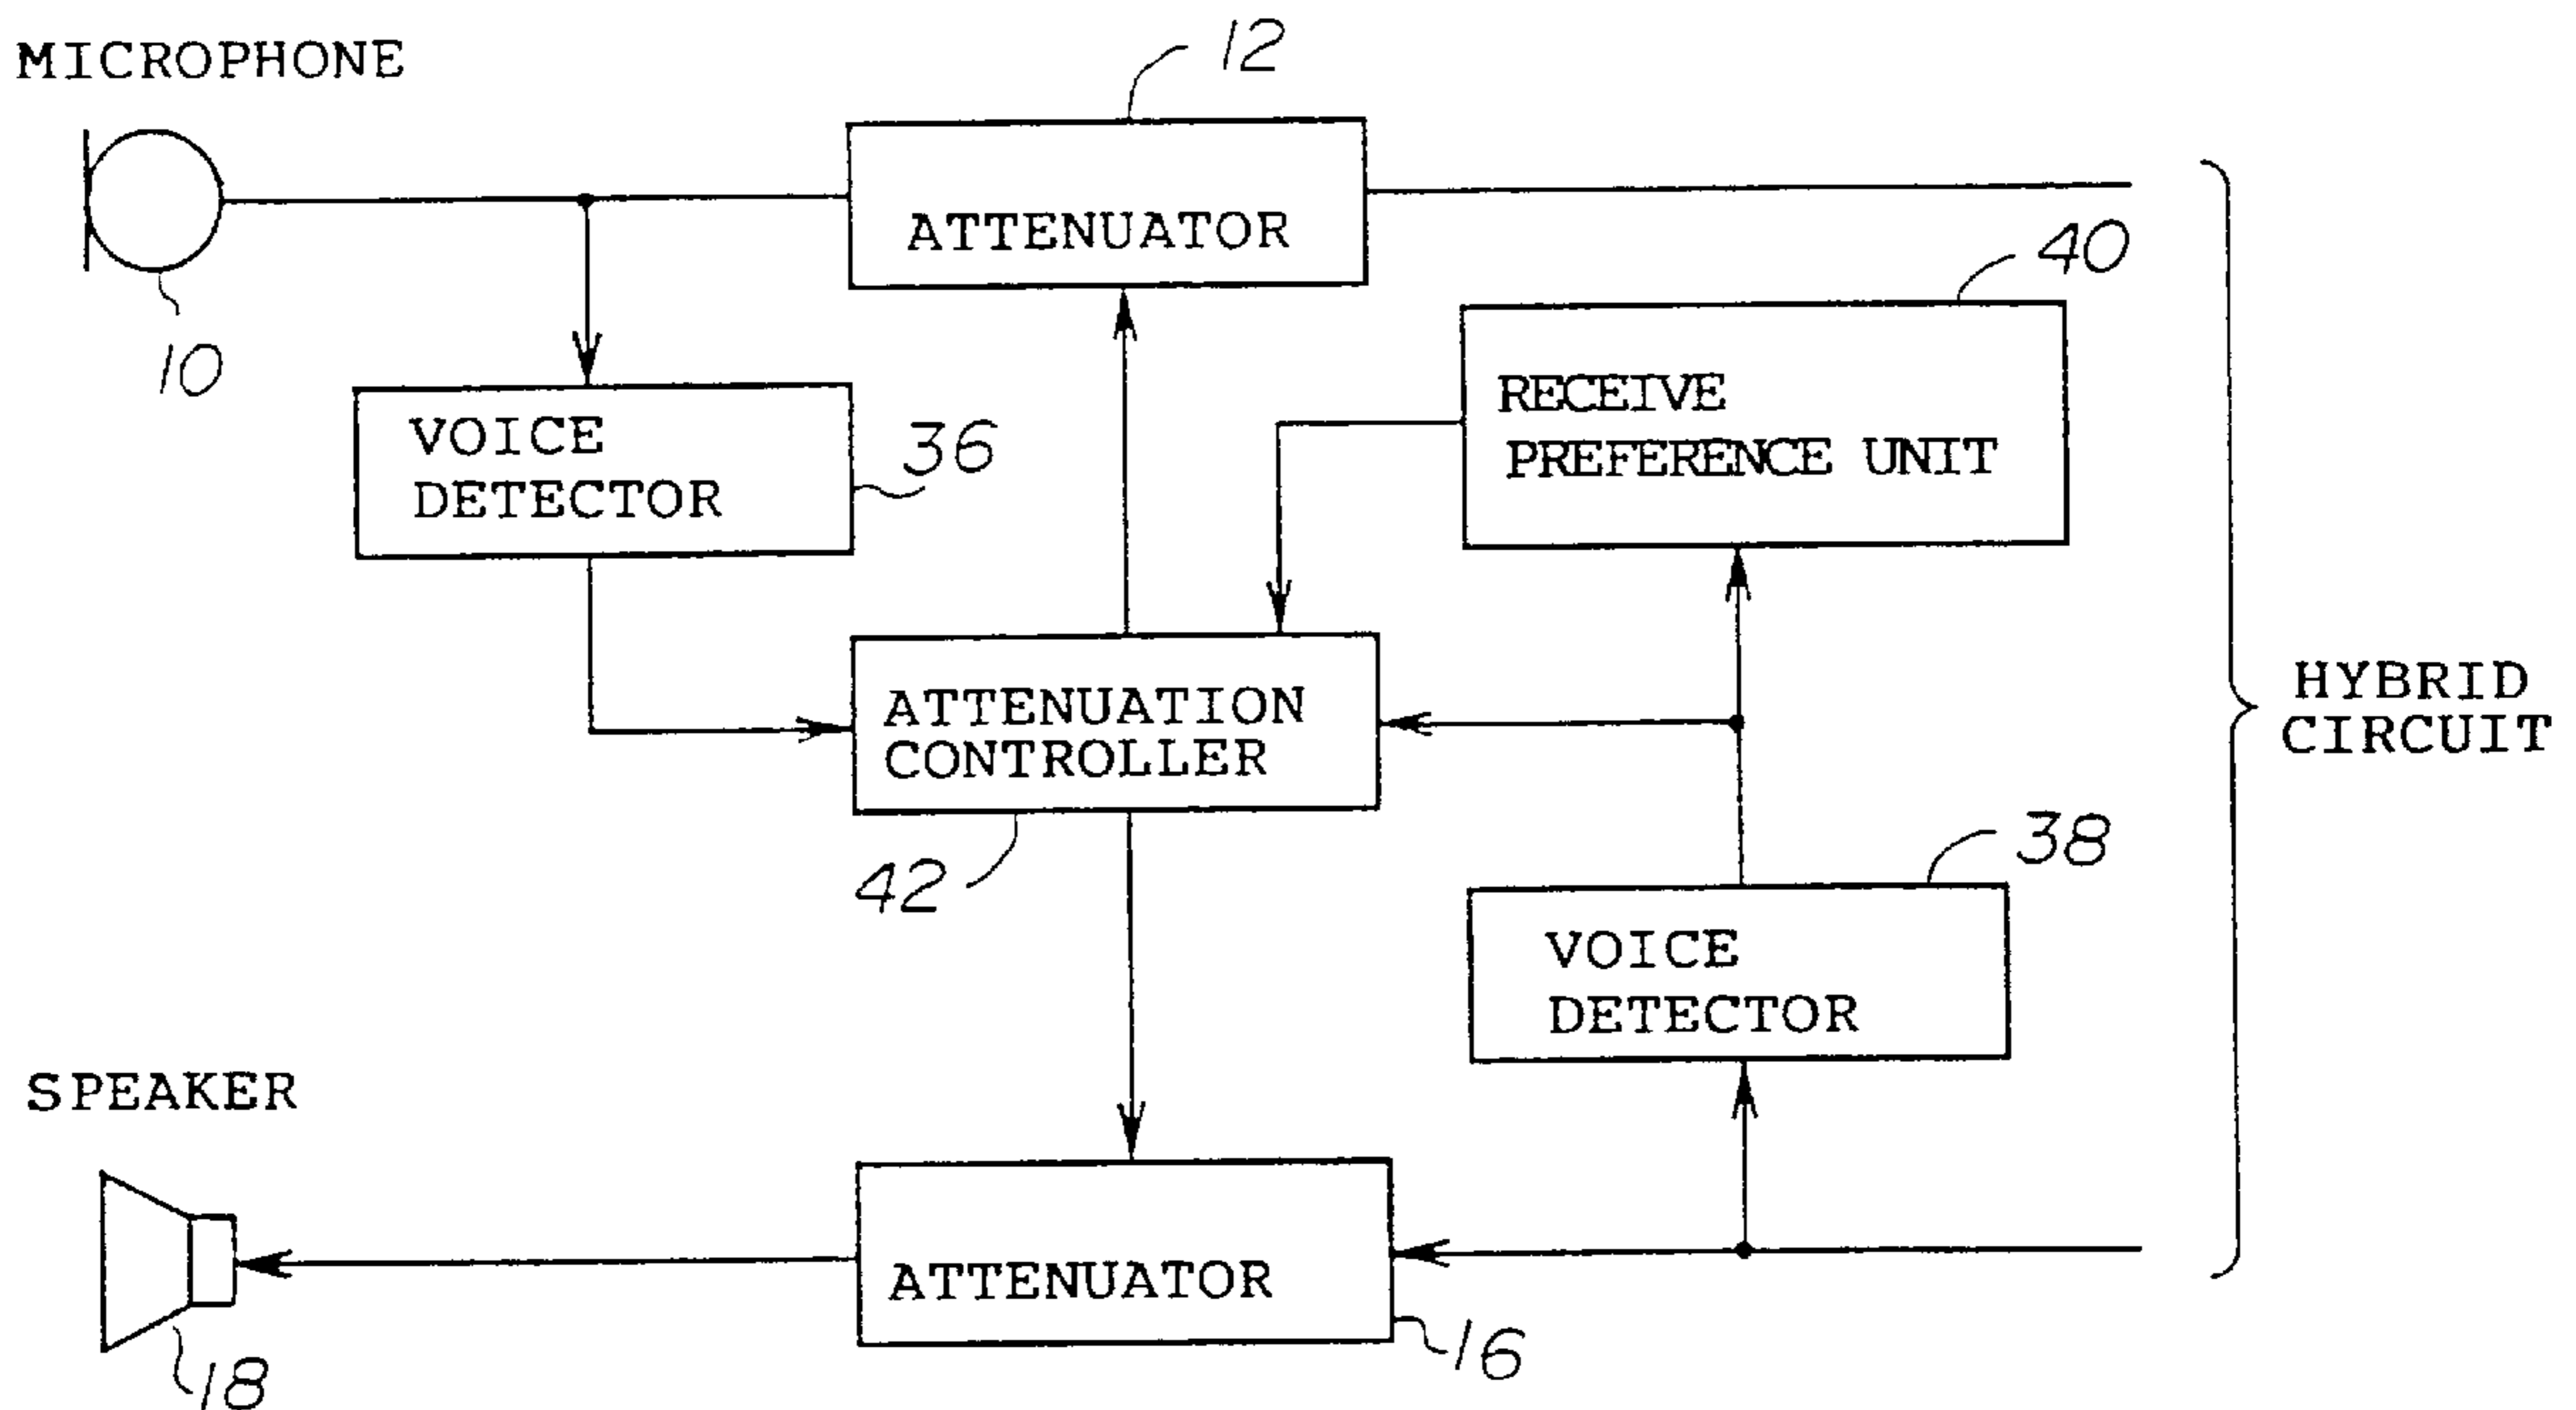 MICROPHONE
12
ATTENUATOR
40
10
RECEIVE
PREFERENCE UNIT
VOICE
DETECTOR
36
ATTENUATION
CONTROLLER
HYBRID
CIRCUIT
42
38
VOICE
DETECTOR
SPEAKER
ATTENUATOR
16
18